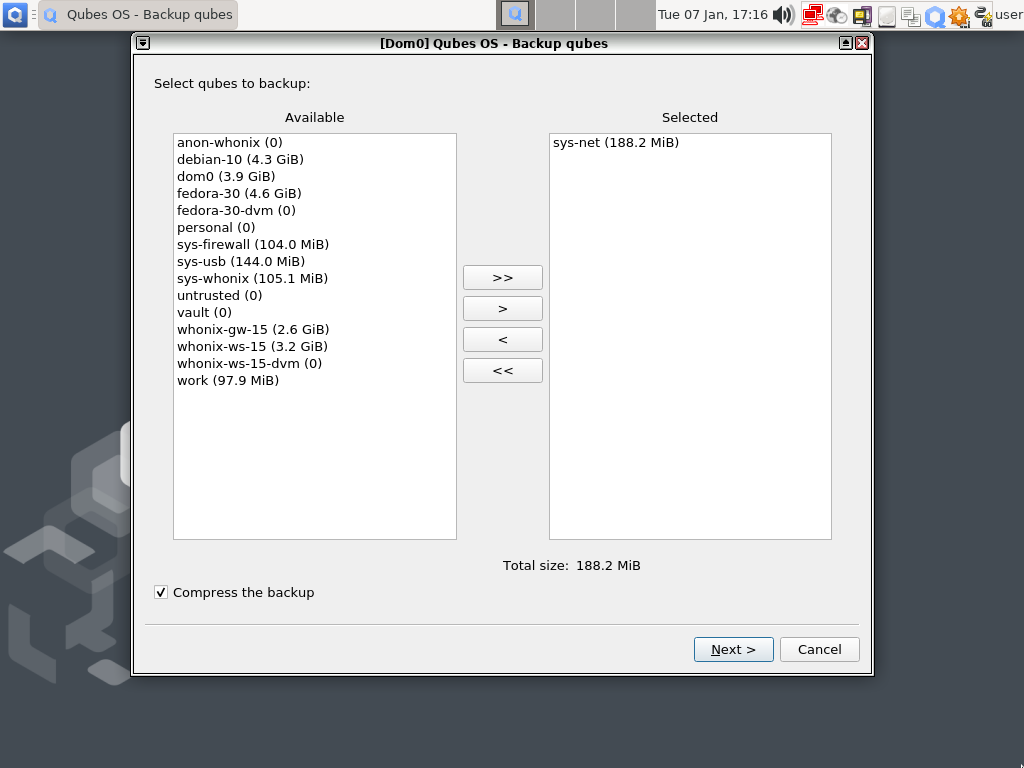 Qubes OS - Backup qubes
Tue 07 Jan, 17:16
user
[Dom0] Qubes OS - Backup qubes
Select qubes to backup:
Available
Selected
anon-whonix (0)
debian-10 (4.3 GiB)
dom0 (3.9 GiB)
fedora-30 (4.6 GiB)
fedora-30-dvm (0)
personal (0)
sys-firewall (104.0 MiB)
sys-usb (144.0 MiB)
sys-whonix (105.1 MiB)
untrusted (0)
vault (0)
whonix-gw-15 (2.6 GiB)
whonix-ws-15 (3.2 GiB)
whonix-ws-15-dvm (0)
work (97.9 MiB)
>>
>
<
<<
sys-net (188.2 MiB)
Total size: 188.2 MiB
Compress the backup
Next >
Cancel